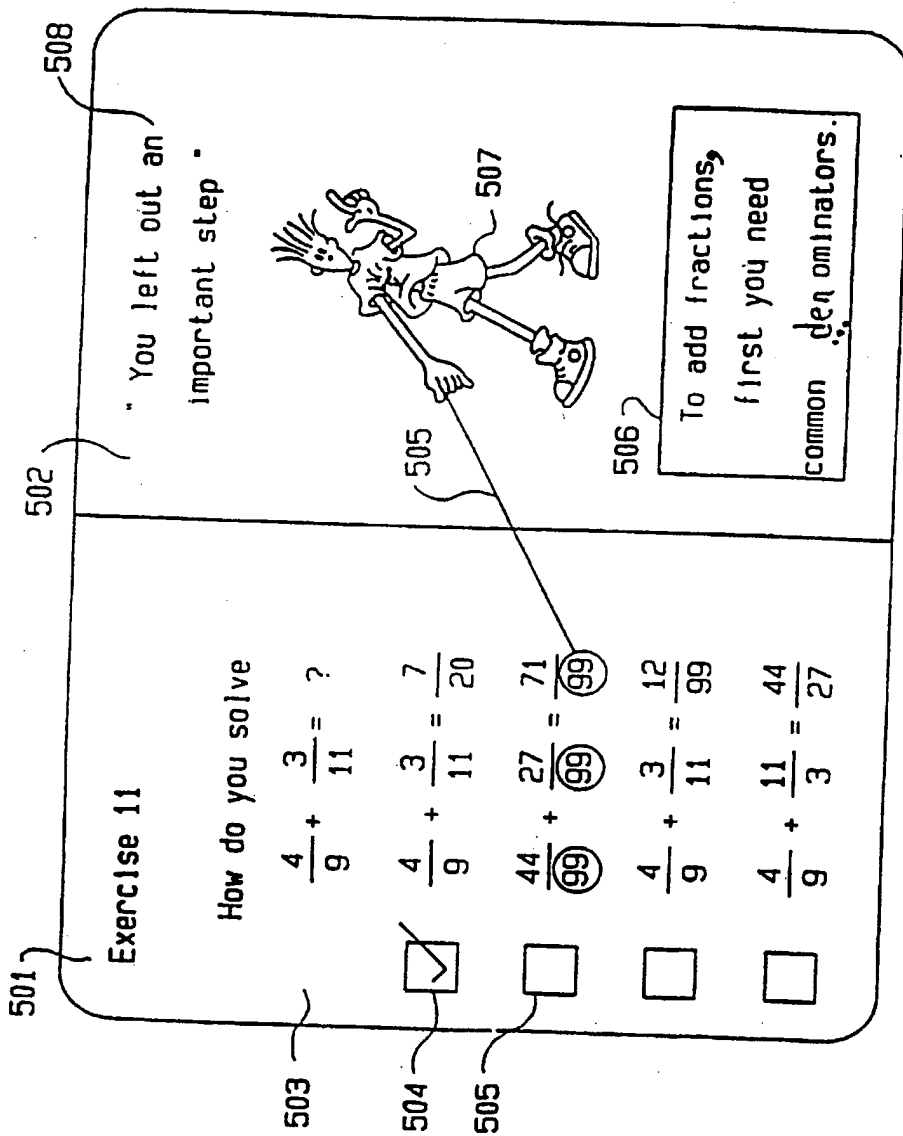 501
502
508
Exercise 11
" You left out an
important step "
503
How do you solve
4/9 + 3/11 = ?
504
4/9 + 3/11 = 7/20
505
44/99 + 27/99 = 71/99
4/9 + 3/11 = 12/99
4/9 + 11/3 = 44/27
505
507
506
To add fractions,
first you need
common den ominators.